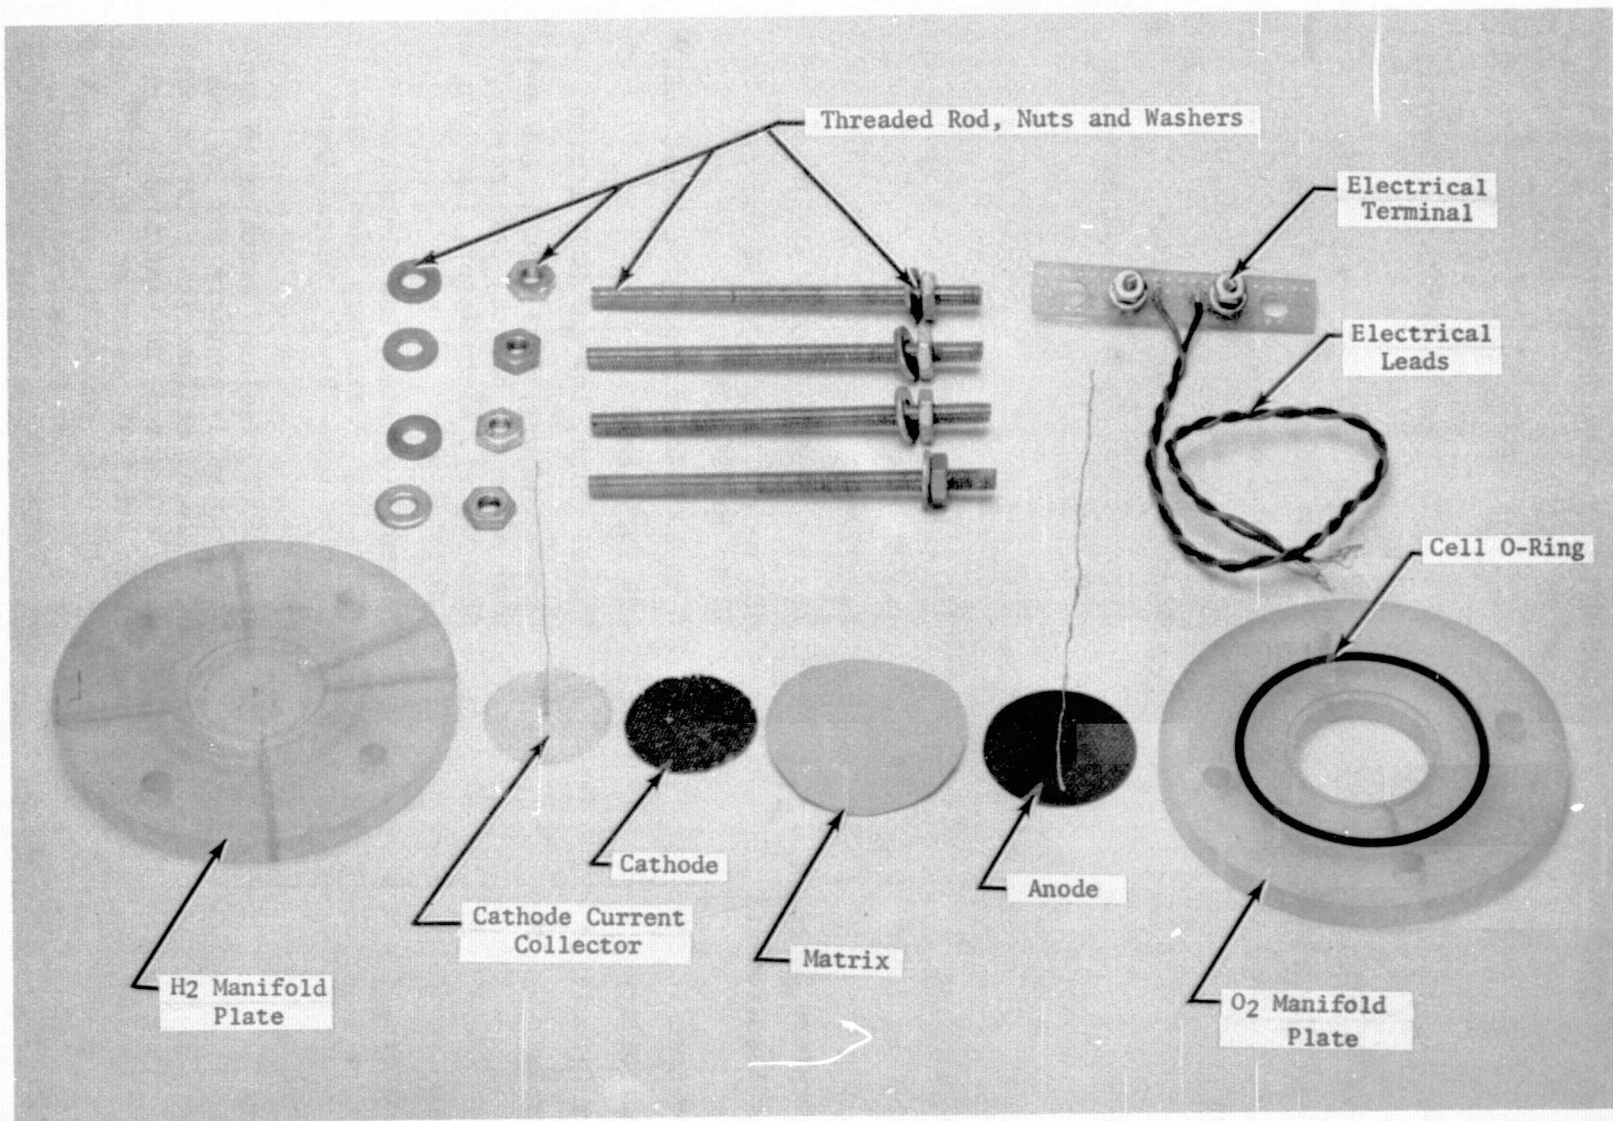 Threaded Rod, Nuts and Washers
Electrical
Terminal
Electrical
Leads
Cell O-Ring
Cathode
Anode
Cathode Current
Collector
Matrix
H2 Manifold
Plate
O2 Manifold
Plate